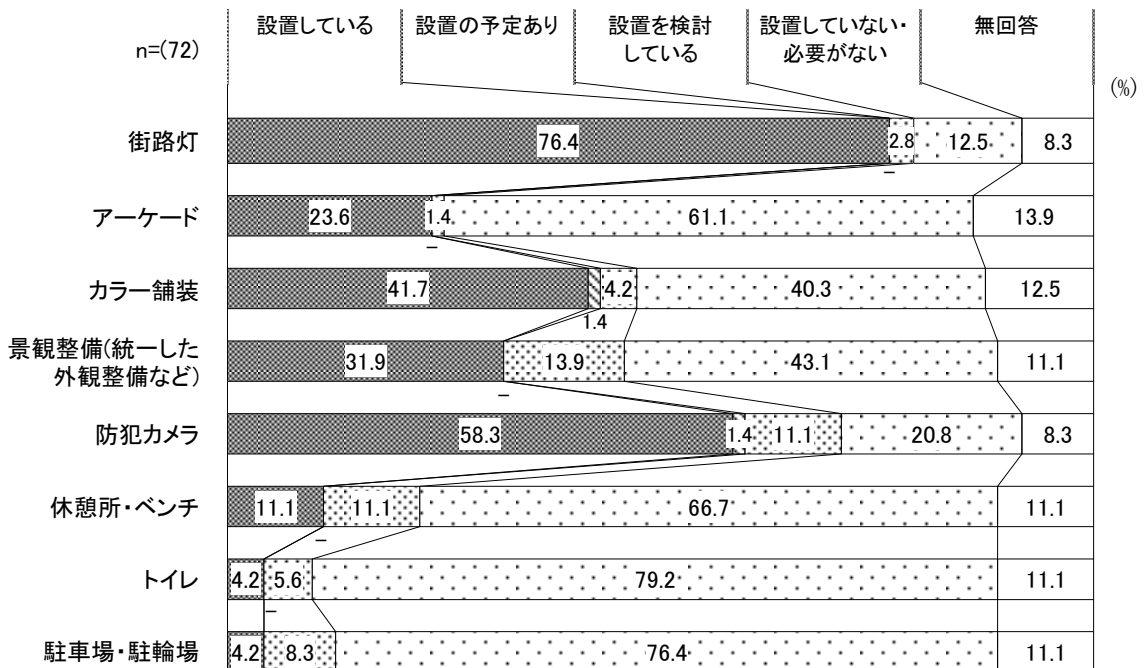 設置している
設置の予定あり
設置を検討
している
設置していない・
必要がない
無回答
n=(72)
(%)
街路灯
76.4
2.8
12.5
8.3
–
アーケード
23.6
1.4
61.1
13.9
–
カラー舗装
41.7
4.2
40.3
12.5
1.4
景観整備(統一した
外観整備など)
31.9
13.9
43.1
11.1
–
防犯カメラ
58.3
1.4
11.1
20.8
8.3
休憩所・ベンチ
11.1
11.1
66.7
11.1
–
トイレ
4.2
5.6
79.2
11.1
–
駐車場・駐輪場
4.2
8.3
76.4
11.1